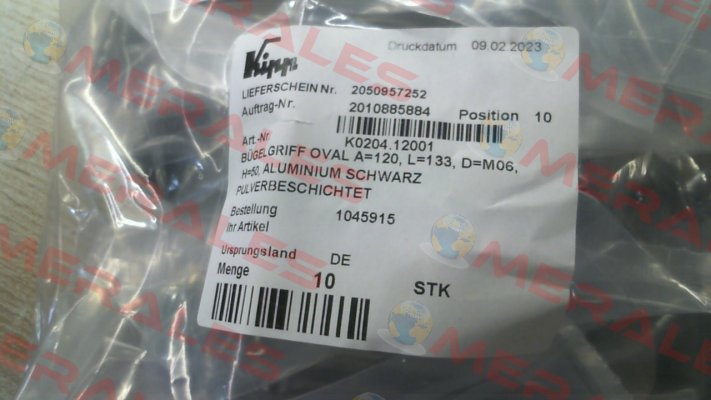 Kipp
Druckdatum 09.02.2023
LIEFERSCHEIN Nr. 2050957252
Auftrag-Nr. 2010885884 Position 10
Art.-Nr. K0204.12001
BÜGELGRIFF OVAL A=120, L=133, D=M06,
H=50, ALUMINIUM SCHWARZ
PULVERBESCHICHTET
Bestellung 1045915
Ihr Artikel
Ursprungsland DE
Menge 10 STK
MERALES
MERALES
MERALES
MERALES
MERALES